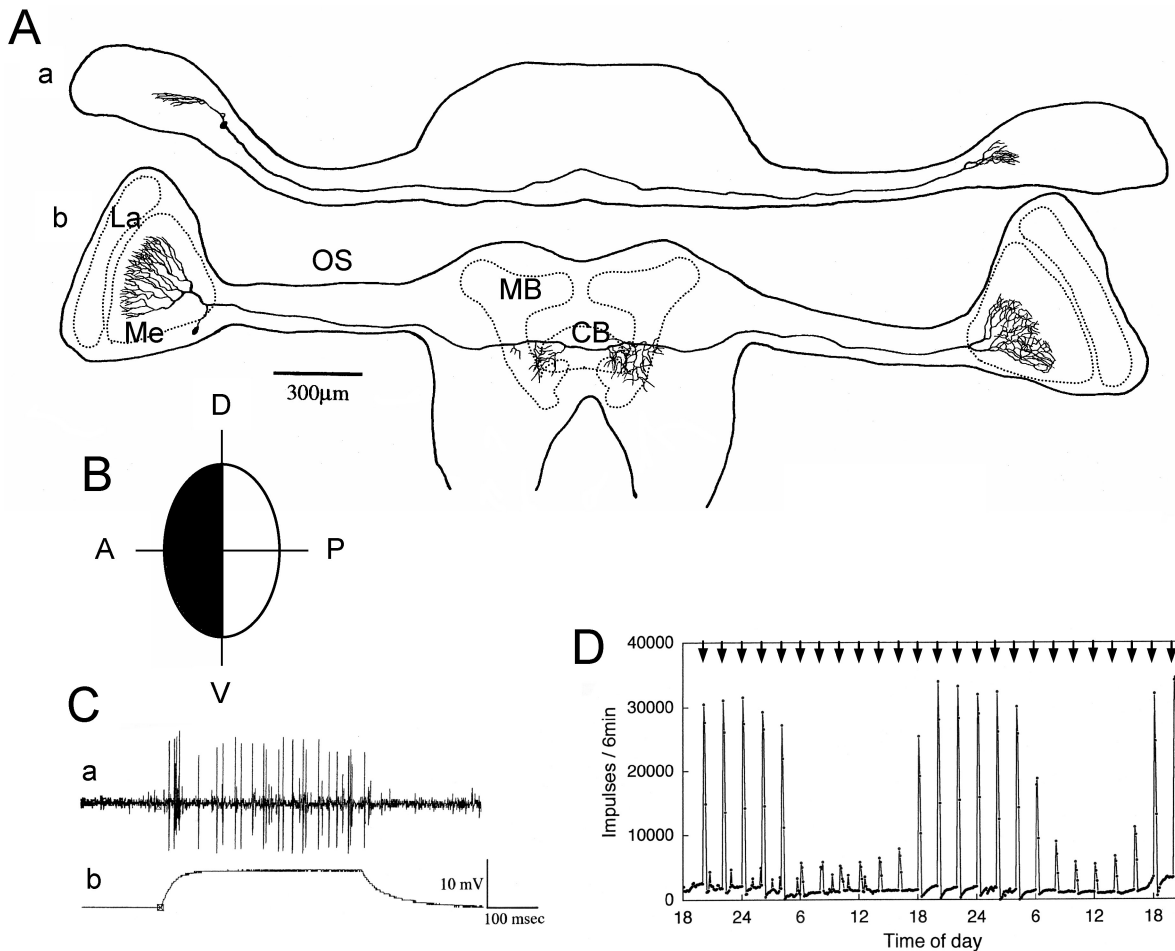 A
a
b
La
OS
MB
CB
Me
300μm
D
B
A P
V
C
a
b
10 mV
100 msec
D
40000
30000
20000
10000
0
Impulses / 6min
18 24 6 12 18 24 6 12 18
Time of day